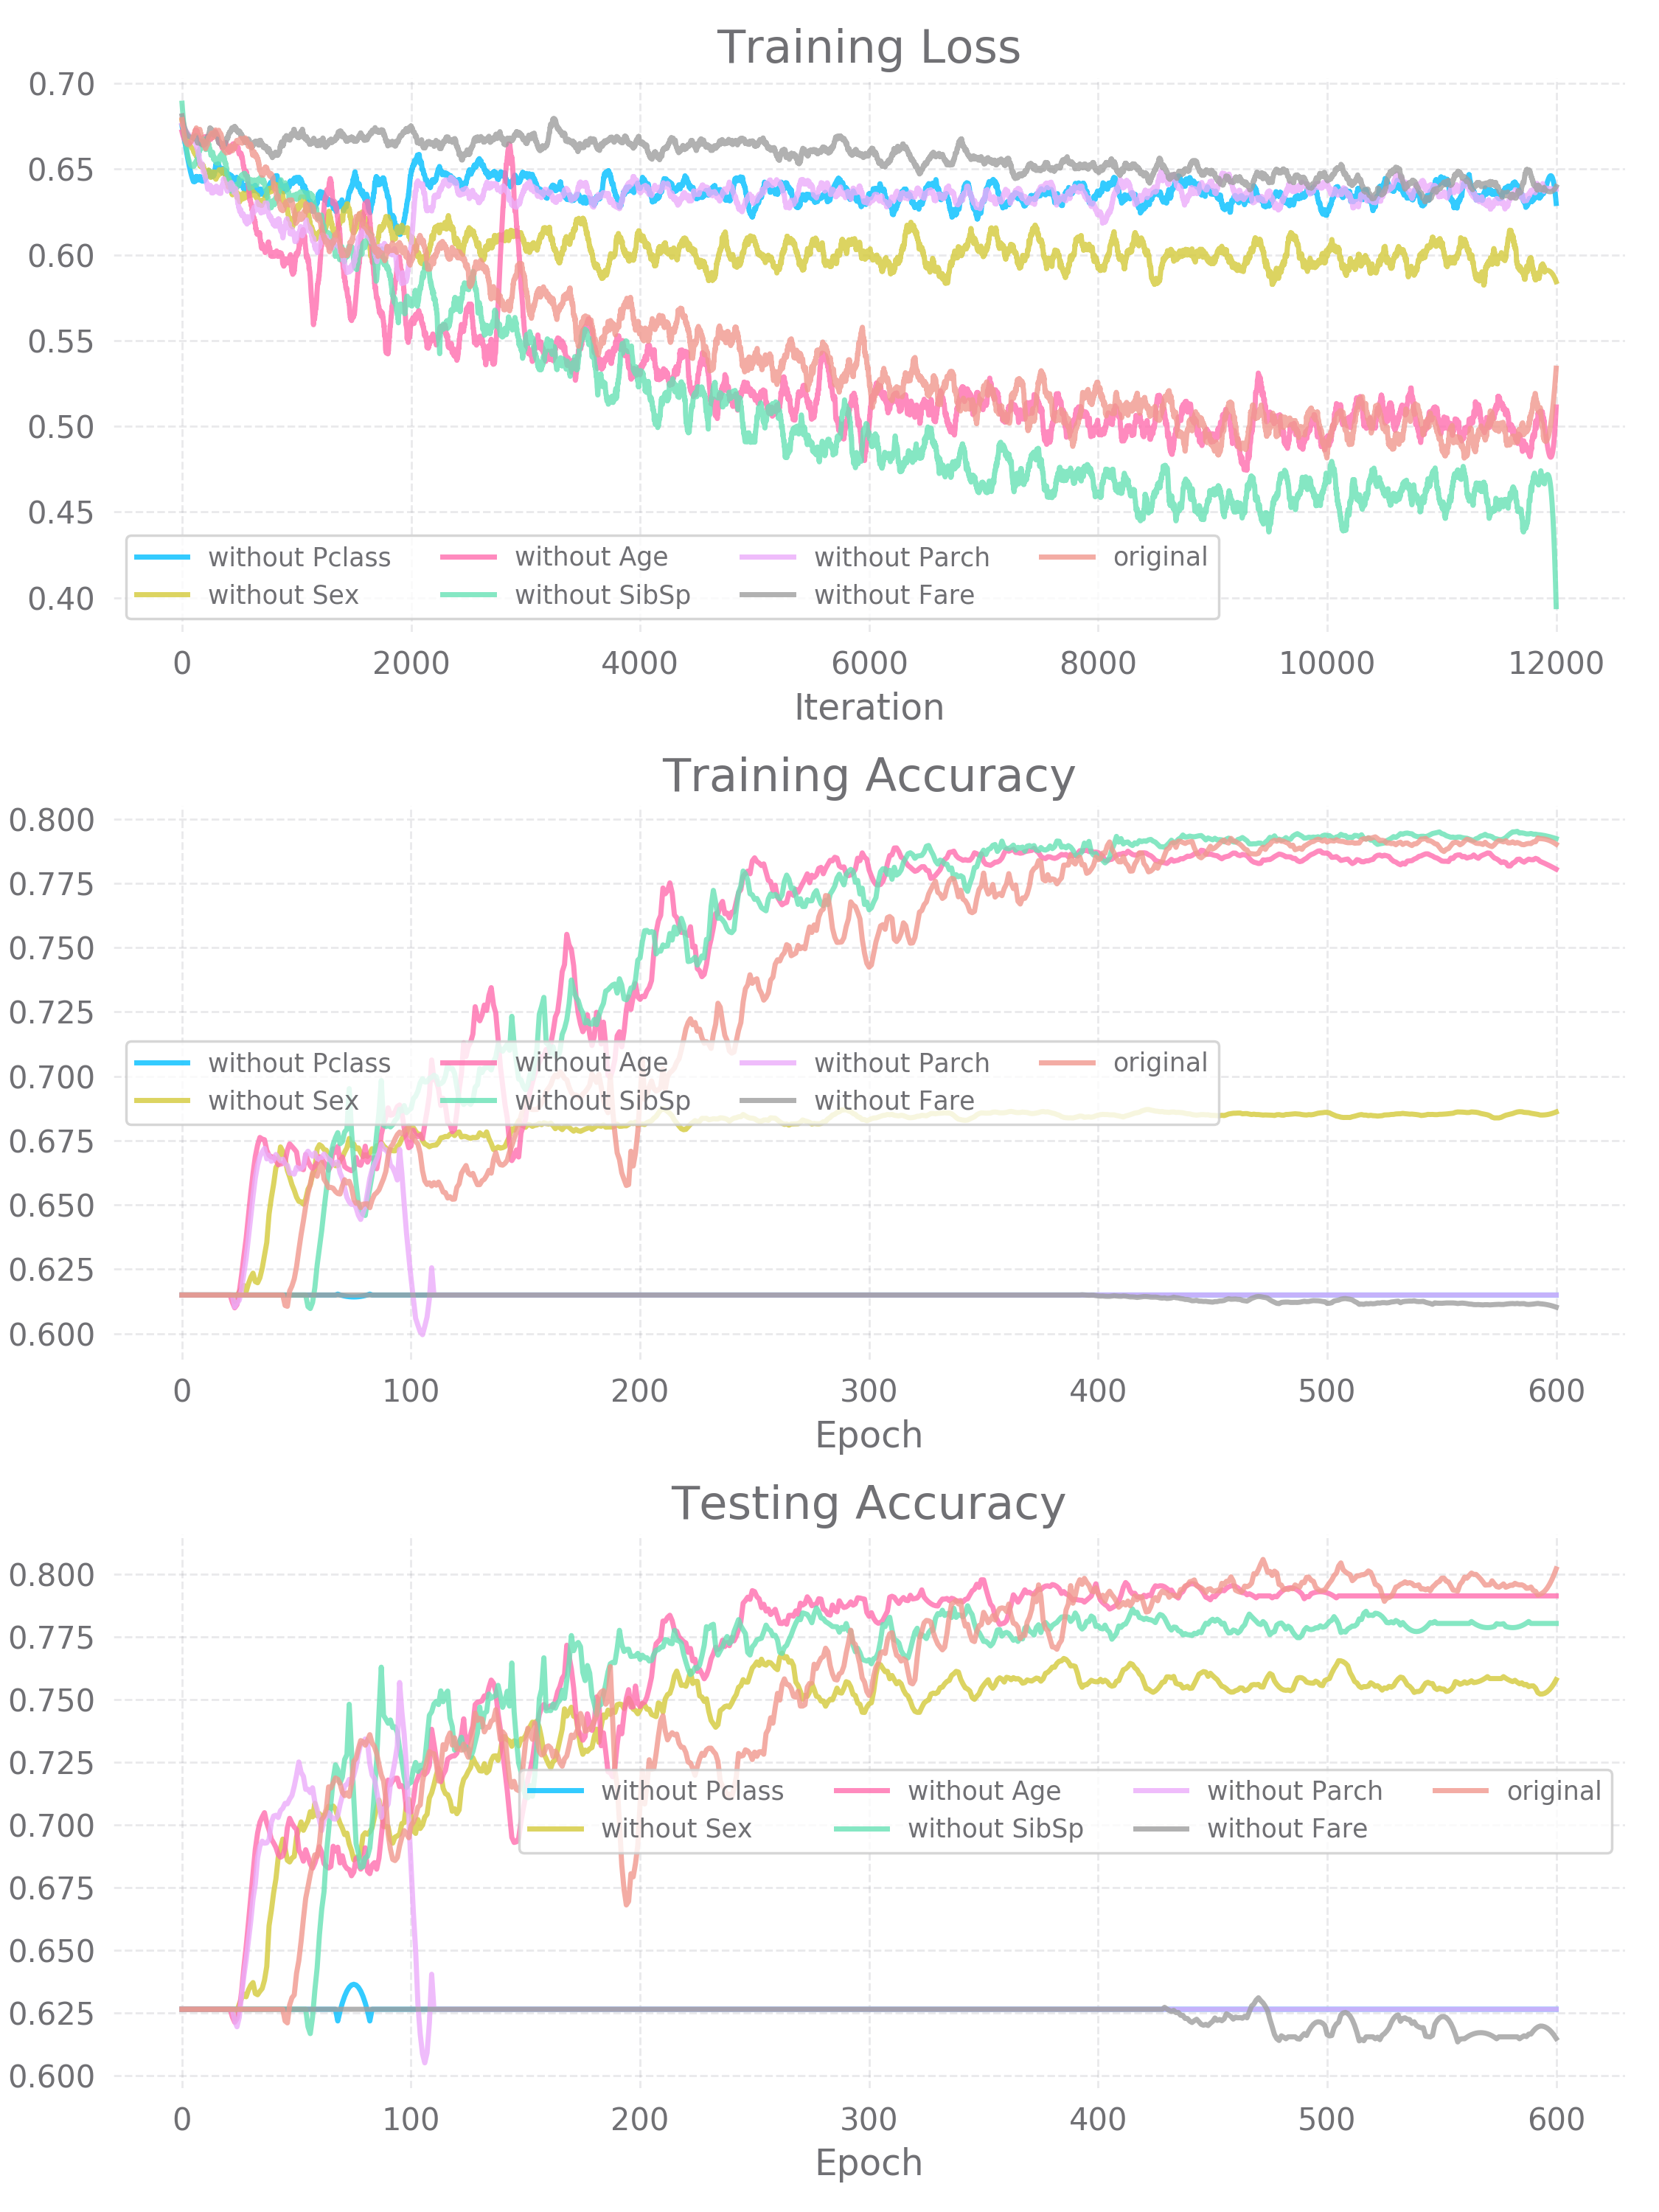 Training Loss
0.70
0.65
0.60
0.55
0.50
0.45
0.40
without Pclass without Age without Parch original
without Sex without SibSp without Fare
0 2000 4000 6000 8000 10000 12000
Iteration
Training Accuracy
0.800
0.775
0.750
0.725
0.700
0.675
0.650
0.625
0.600
without Pclass without Age without Parch original
without Sex without SibSp without Fare
0 100 200 300 400 500 600
Epoch
Testing Accuracy
0.800
0.775
0.750
0.725
0.700
0.675
0.650
0.625
0.600
without Pclass without Age without Parch original
without Sex without SibSp without Fare
0 100 200 300 400 500 600
Epoch